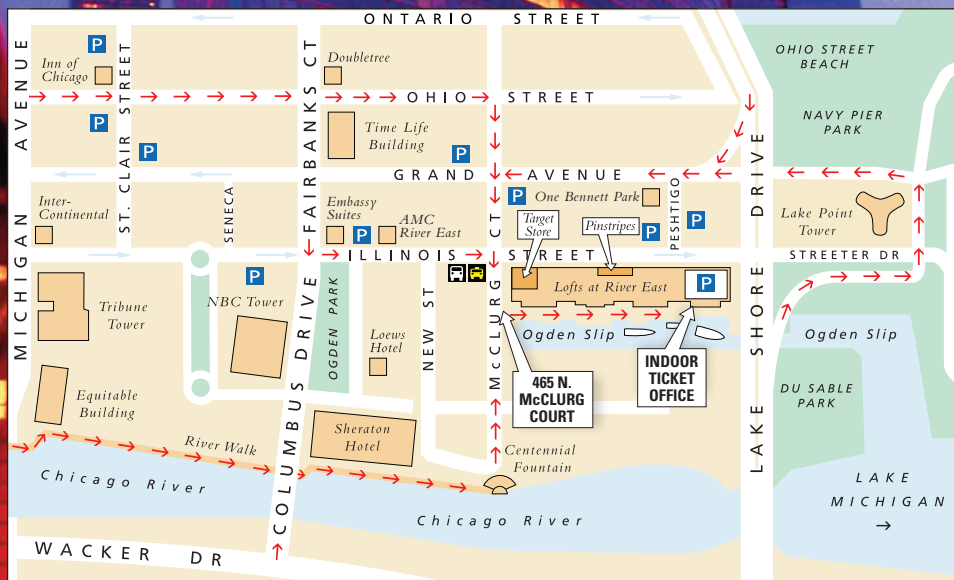 ONTARIO STREET
MICHIGAN AVENUE
P
Inn of
Chicago
ST. CLAIR STREET
P
FAIRBANKS CT
Doubletree
OHIO STREET
BEACH
OHIO STREET
P
P
Time Life
Building
P
NAVY PIER
PARK
GRAND AVENUE
Inter-
Continental
SENECA
Embassy
Suites
P
AMC
River East
McCLURG CT
P
One Bennett Park
Target
Store
Pinstripes
P
PESHTIGO
P
LAKE SHORE DRIVE
Lake Point
Tower
ILLINOIS STREET
STREETER DR
P
NBC Tower
Tribune
Tower
COLUMBUS DRIVE
OGDEN PARK
NEW ST
McCLURG
Lofts at River East
P
Loews
Hotel
Ogden Slip
Ogden Slip
465 N.
McCLURG
COURT
INDOOR
TICKET
OFFICE
DU SABLE
PARK
Equitable
Building
Sheraton
Hotel
River Walk
Centennial
Fountain
Chicago River
Chicago River
LAKE
MICHIGAN
WACKER DR